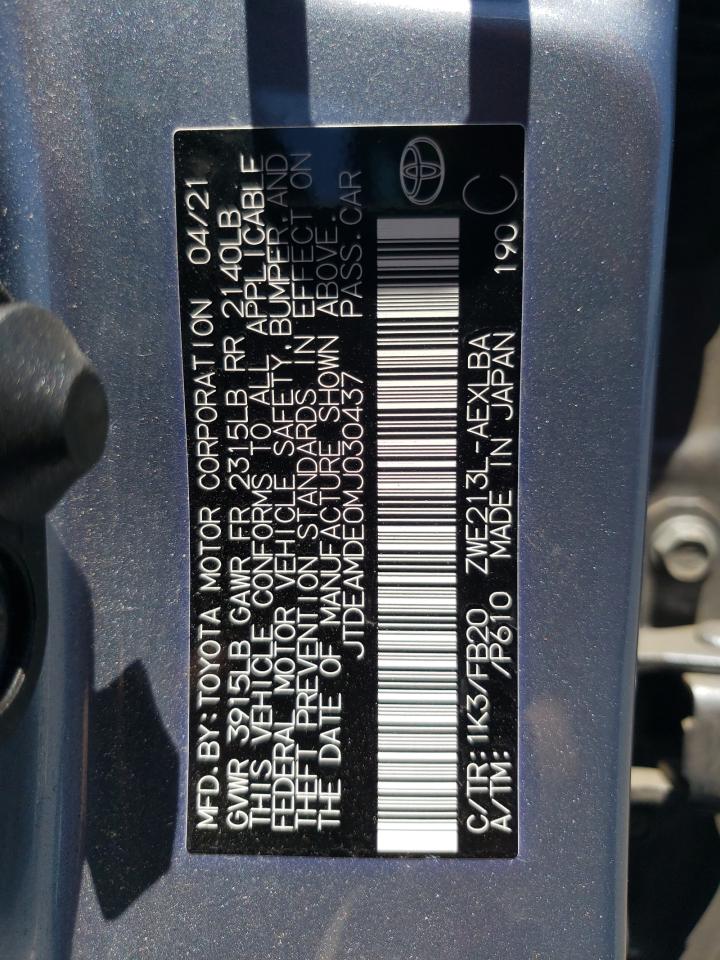 MFD. BY: TOYOTA MOTOR CORPORATION 04/21
GVWR 3915LB GAWR FR 2315LB RR 2140LB
THIS VEHICLE CONFORMS TO ALL APPLICABLE
FEDERAL MOTOR VEHICLE SAFETY, BUMPER, AND
THEFT PREVENTION STANDARDS IN EFFECT ON
THE DATE OF MANUFACTURE SHOWN ABOVE.
JTDEAMDE0MJ030437 PASS. CAR
C/TR: 1K3/FB20 ZWE213L-AEXLBA 190 C
A/TM: /P610 MADE IN JAPAN